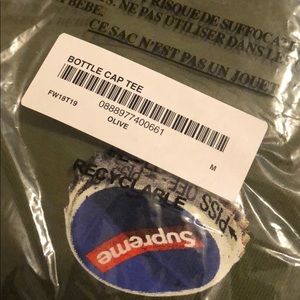 RISQUE DE SUFFOCAT
S. NE PAS UTILISER DANS LE
BÉBÉ.
CE SAC N'EST PAS UN JOUET
BOTTLE CAP TEE
FW18T19
0888977400661
OLIVE
M
RECYCLABLE
Supreme